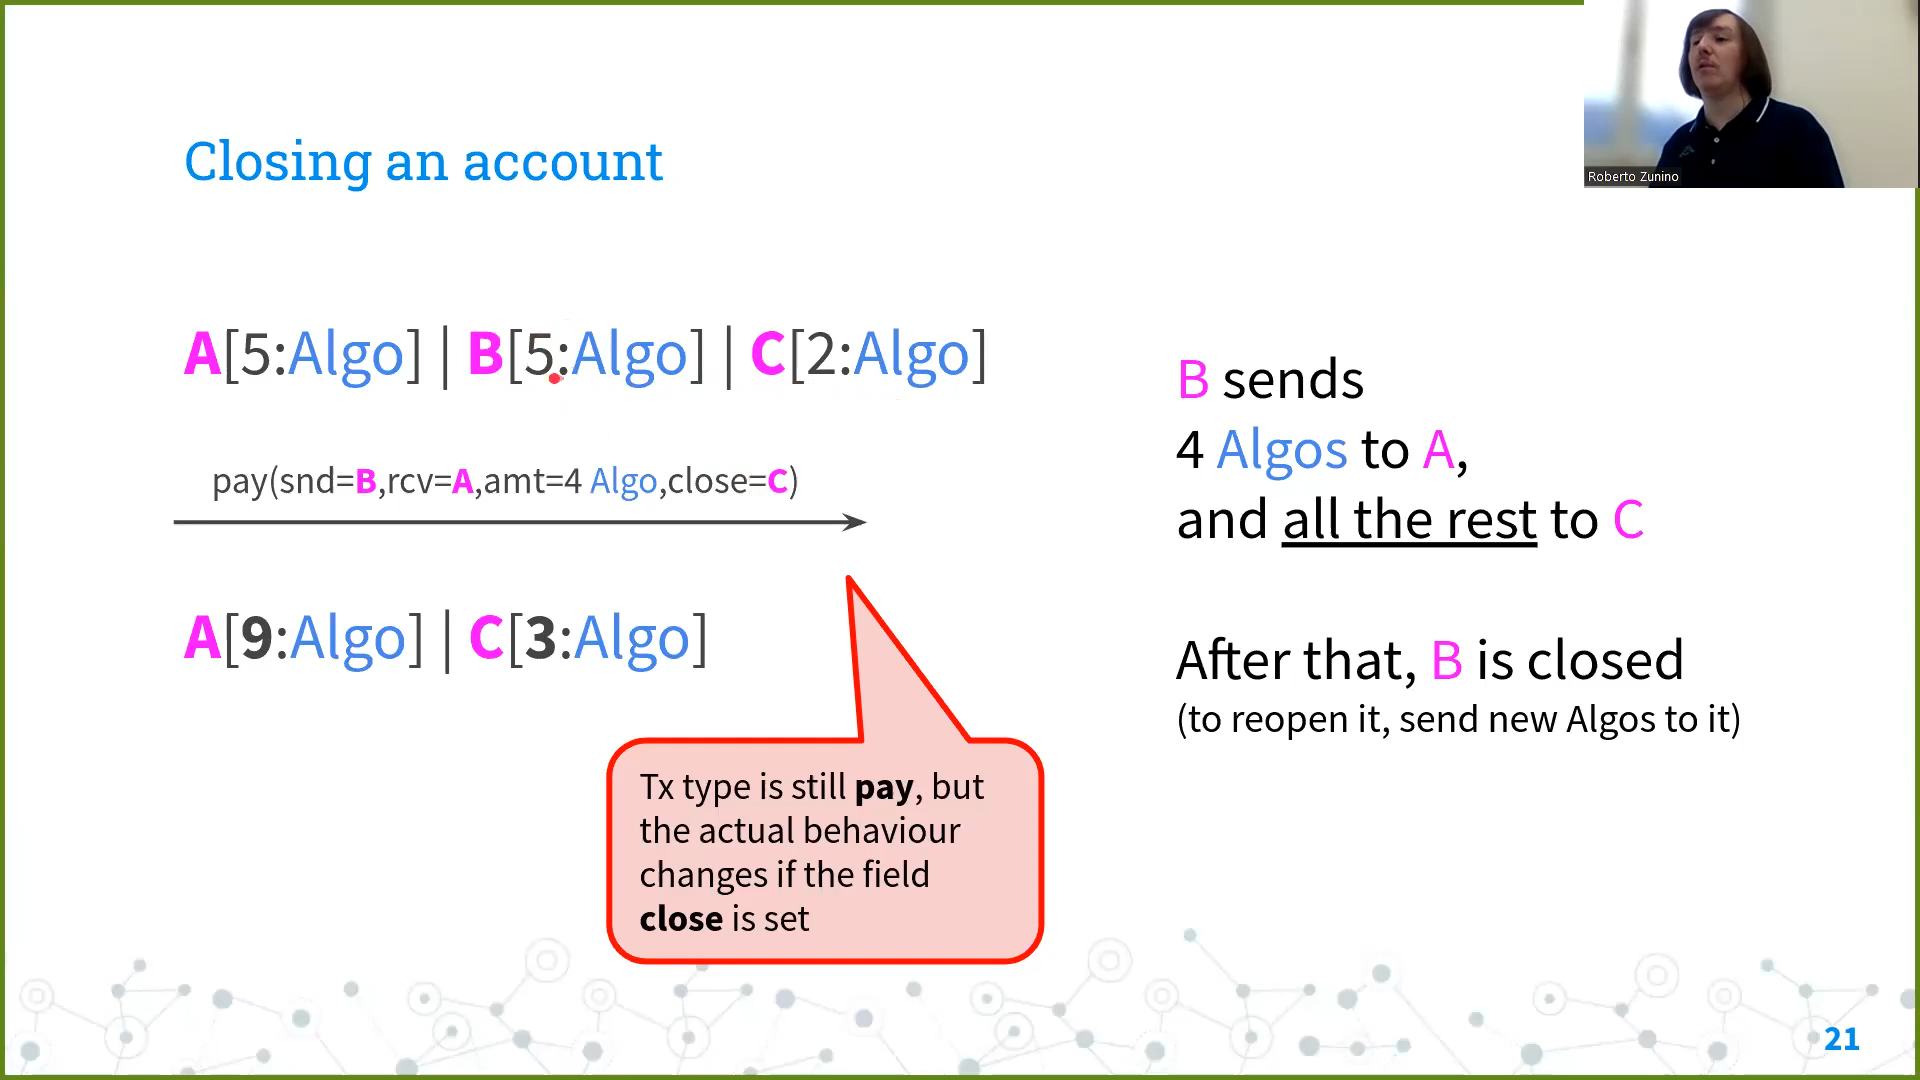 Closing an account
Roberto Zunino
A[5:Algo] | B[5:Algo] | C[2:Algo]
pay(snd=B,rcv=A,amt=4 Algo,close=C)
A[9:Algo] | C[3:Algo]
B sends
4 Algos to A,
and all the rest to C
After that, B is closed
(to reopen it, send new Algos to it)
Tx type is still pay, but
the actual behaviour
changes if the field
close is set
21